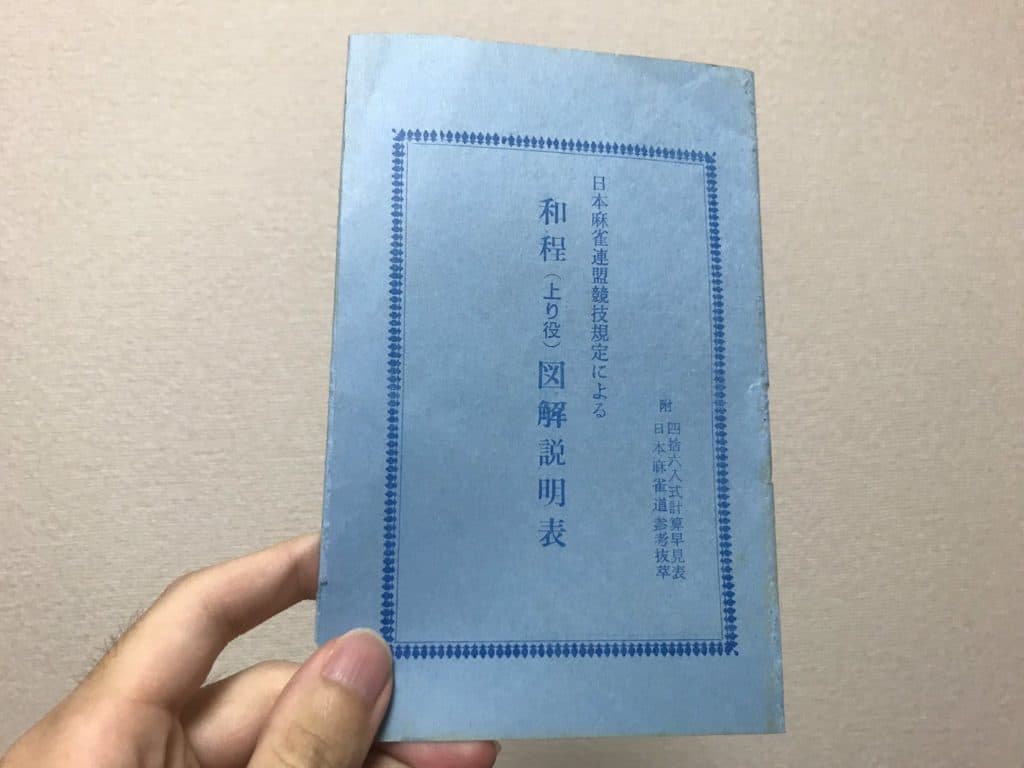 附
四捨六入式計算早見表
日本麻雀道参考抜萃
日本麻雀連盟競技規定による
和程（上り役）図解説明表